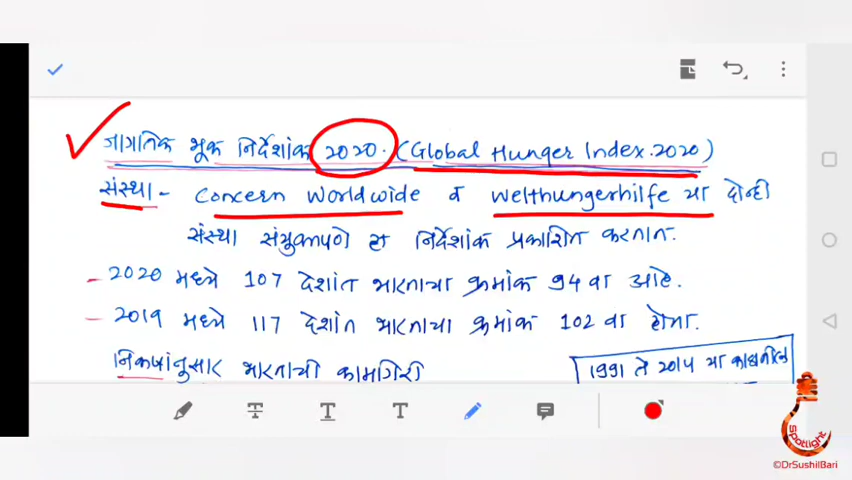 जागतिक भूक निर्देशांक 2020. (Global Hunger Index.2020)
संस्था - Concern Worldwide व Welthungerhilfe या दोन्ही
संस्था संयुक्तपणे हा निर्देशांक प्रकाशित करतात.
- 2020 मध्ये 107 देशांत भारताचा क्रमांक 94 वा आहे.
- 2019 मध्ये 117 देशांत भारताचा क्रमांक 102 वा होता.
निकषांनुसार भारताची कामगिरी
1991 ते 2014 या
Spotlight
©DrSushilBari